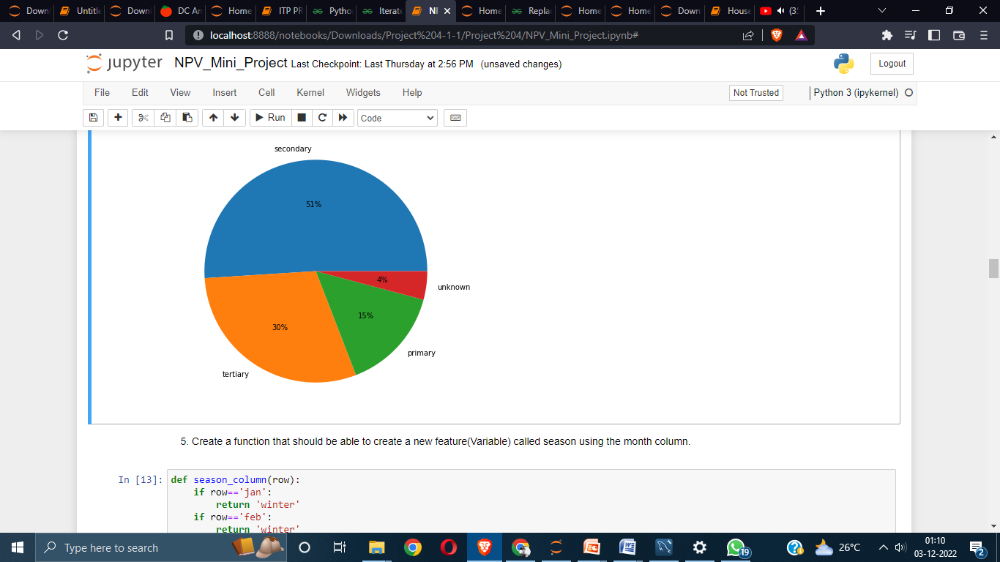 Downl Untitle Downl DC An Home ITP PR Pytho Iterate NP Home Repla Home Home Down House (3
localhost:8888/notebooks/Downloads/Project%204-1-1/Project%204/NPV_Mini_Project.ipynb#
jupyter NPV_Mini_Project Last Checkpoint: Last Thursday at 2:56 PM (unsaved changes)
Logout
File Edit View Insert Cell Kernel Widgets Help Not Trusted Python 3 (ipykernel)
Run Code
secondary
51%
4%
unknown
15%
30%
primary
tertiary
5. Create a function that should be able to create a new feature(Variable) called season using the month column.
In [13]: def season_column(row):
if row=='jan':
return 'winter'
if row=='feb':
return 'winter'
Type here to search
19
26°C
01:10
03-12-2022
2